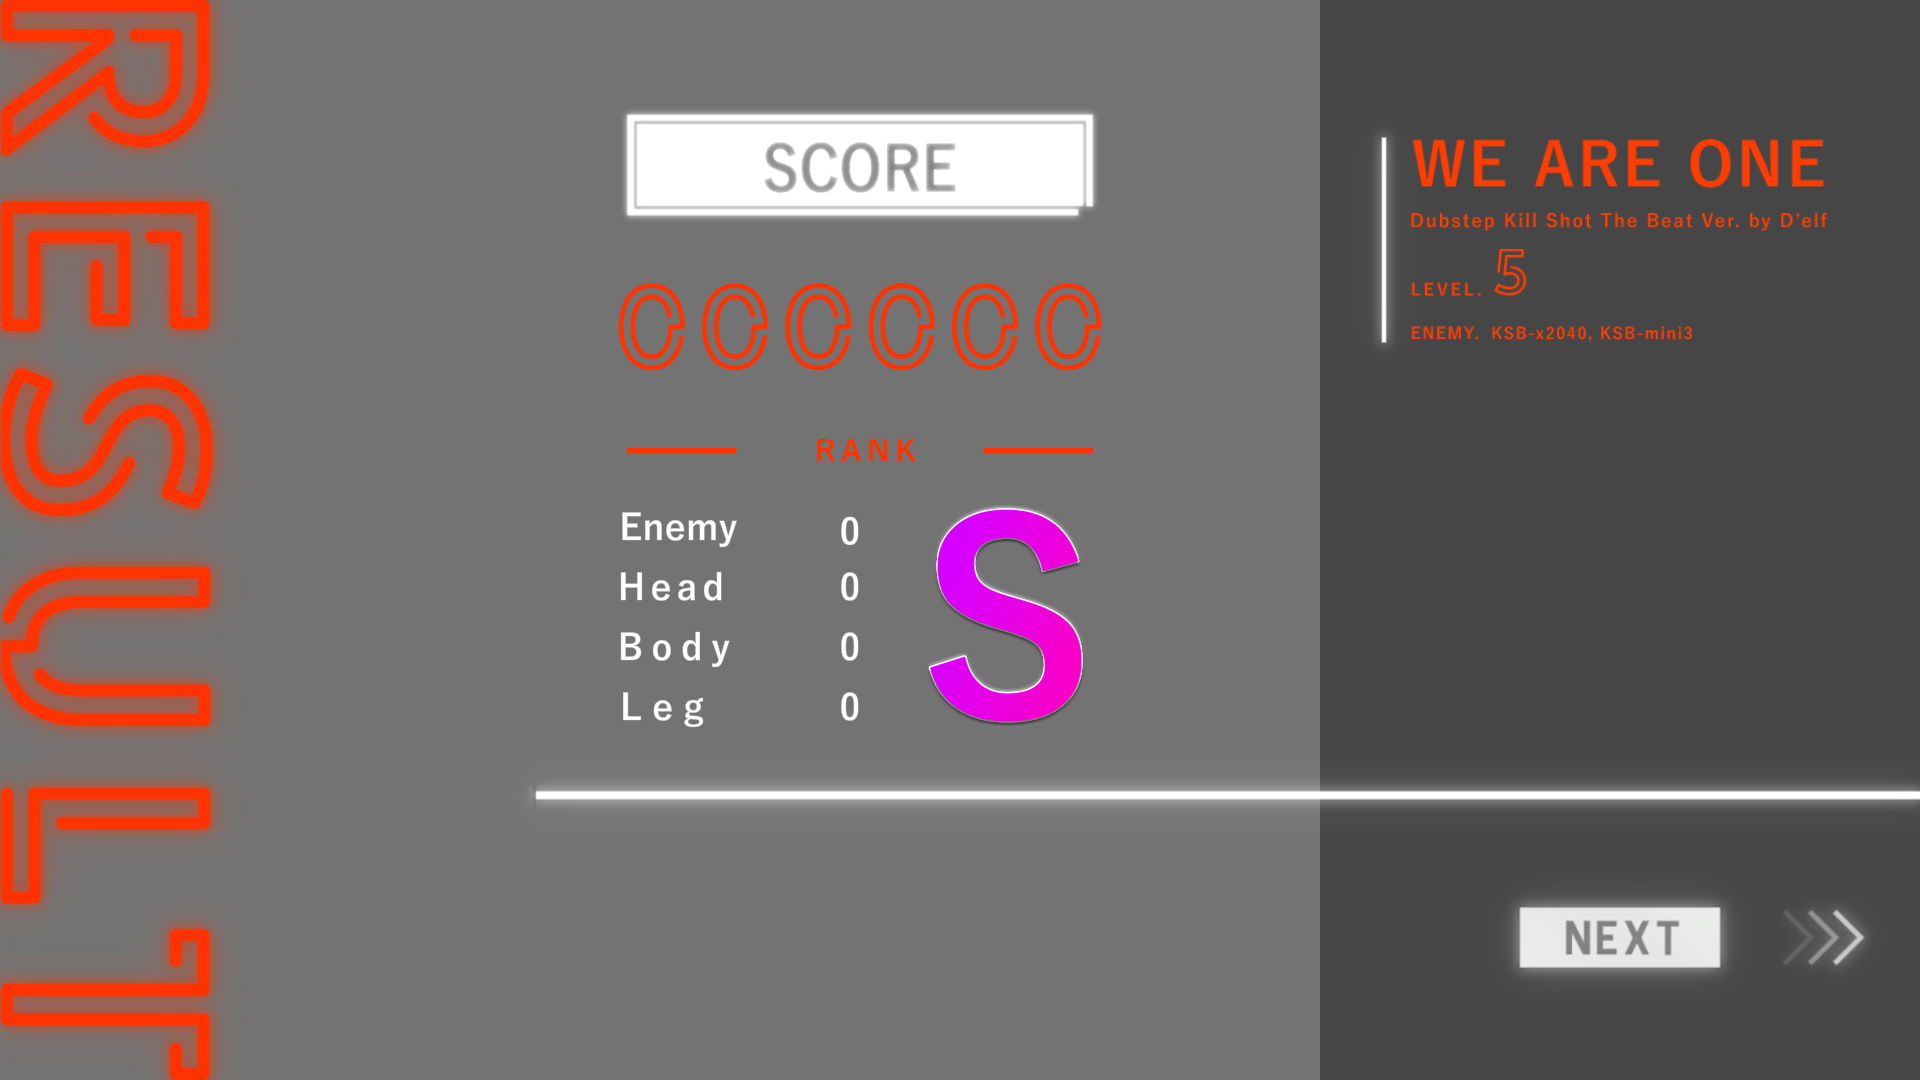 RESULT
SCORE
000000
RANK
Enemy 0
Head 0
Body 0
Leg 0
S
WE ARE ONE
Dubstep Kill Shot The Beat Ver. by D'elf
LEVEL. 5
ENEMY. KSB-x2040, KSB-mini3
NEXT